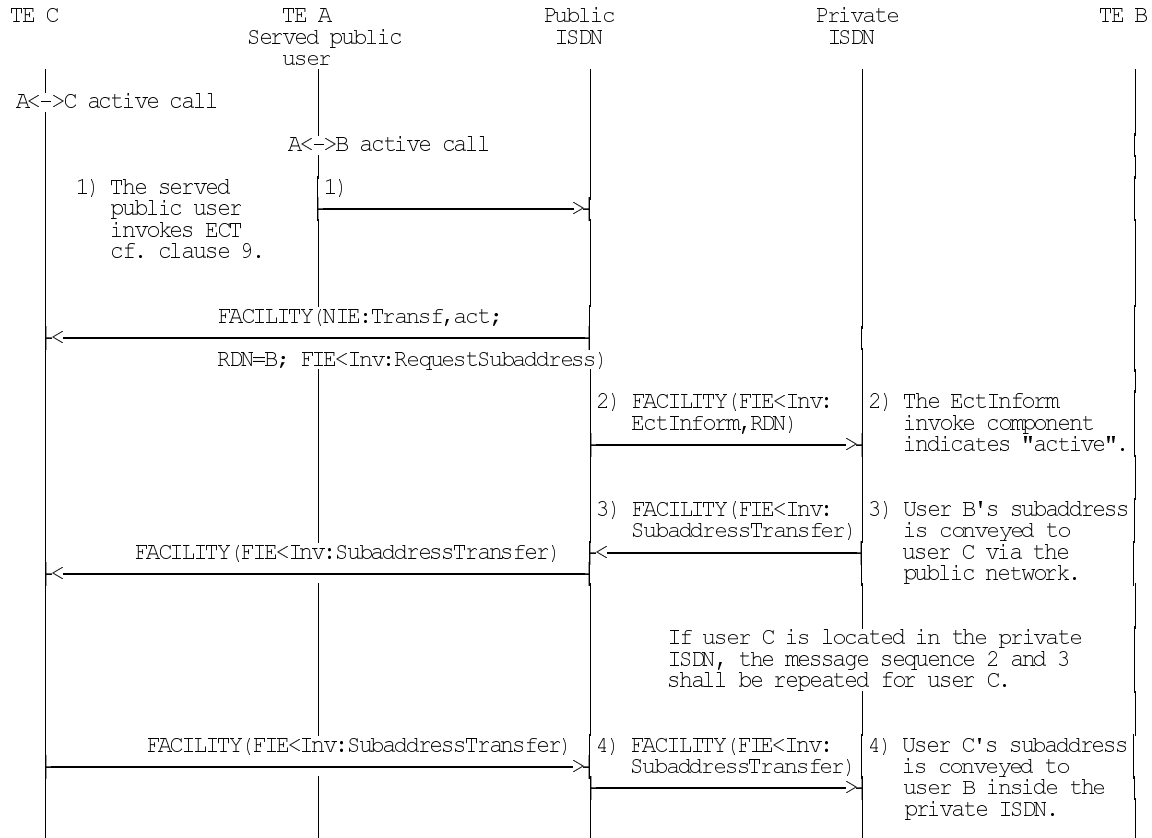 TE C
TE A
Served public
user
Public
ISDN
Private
ISDN
TE B
A<->C active call
A<->B active call
1) The served
public user
invokes ECT
cf. clause 9.
1)
FACILITY(NIE:Transf,act;
RDN=B; FIE<Inv:RequestSubaddress)
2) FACILITY(FIE<Inv:
EctInform,RDN)
2) The EctInform
invoke component
indicates "active".
3) FACILITY(FIE<Inv:
SubaddressTransfer)
3) User B's subaddress
is conveyed to
user C via the
public network.
FACILITY(FIE<Inv:SubaddressTransfer)
If user C is located in the private
ISDN, the message sequence 2 and 3
shall be repeated for user C.
FACILITY(FIE<Inv:SubaddressTransfer)
4) FACILITY(FIE<Inv:
SubaddressTransfer)
4) User C's subaddress
is conveyed to
user B inside the
private ISDN.